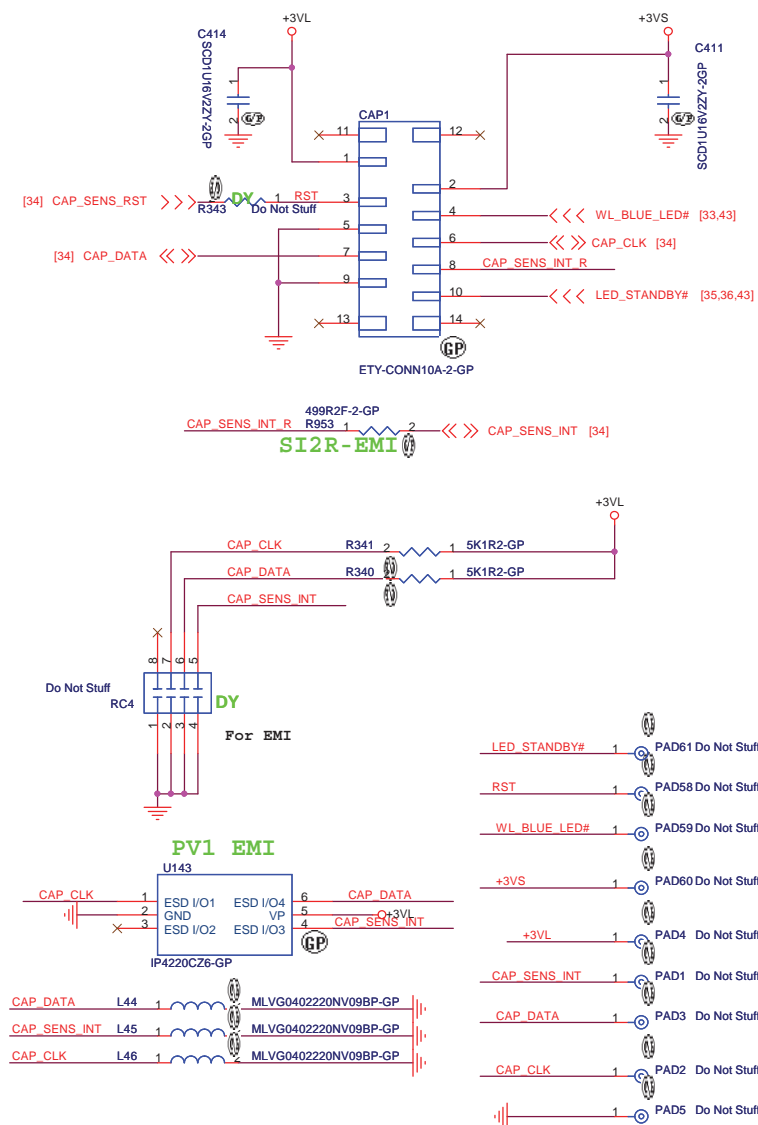 +3VL
+3VS
C414
SCD1U16V2ZY-2GP
1
2
G/P
C411
SCD1U16V2ZY-2GP
1
2
G/P
CAP1
11
12
1
2
[34] CAP_SENS_RST
2
R343
DY
1
Do Not Stuff
RST
3
4
WL_BLUE_LED# [33,43]
5
6
CAP_CLK [34]
[34] CAP_DATA
7
8
CAP_SENS_INT_R
9
10
LED_STANDBY# [35,36,43]
13
14
GP
ETY-CONN10A-2-GP
499R2F-2-GP
CAP_SENS_INT_R R953 1 2 CAP_SENS_INT [34]
SI2R-EMI
+3VL
CAP_CLK R341 2 1 5K1R2-GP
CAP_DATA R340 2 1 5K1R2-GP
CAP_SENS_INT
8 7 6 5
Do Not Stuff
RC4
DY
1 2 3 4
For EMI
PV1 EMI
U143
CAP_CLK 1 ESD I/O1 ESD I/O4 6 CAP_DATA
2 GND VP 5 +3VL
3 ESD I/O2 ESD I/O3 4 CAP_SENS_INT
GP
IP4220CZ6-GP
CAP_DATA L44 1 MLVG0402220NV09BP-GP
CAP_SENS_INT L45 1 MLVG0402220NV09BP-GP
CAP_CLK L46 1 2 MLVG0402220NV09BP-GP
LED_STANDBY# 1 PAD61 Do Not Stuff
RST 1 PAD58 Do Not Stuff
WL_BLUE_LED# 1 PAD59 Do Not Stuff
+3VS 1 PAD60 Do Not Stuff
+3VL 1 PAD4 Do Not Stuff
CAP_SENS_INT 1 PAD1 Do Not Stuff
CAP_DATA 1 PAD3 Do Not Stuff
CAP_CLK 1 PAD2 Do Not Stuff
1 PAD5 Do Not Stuff